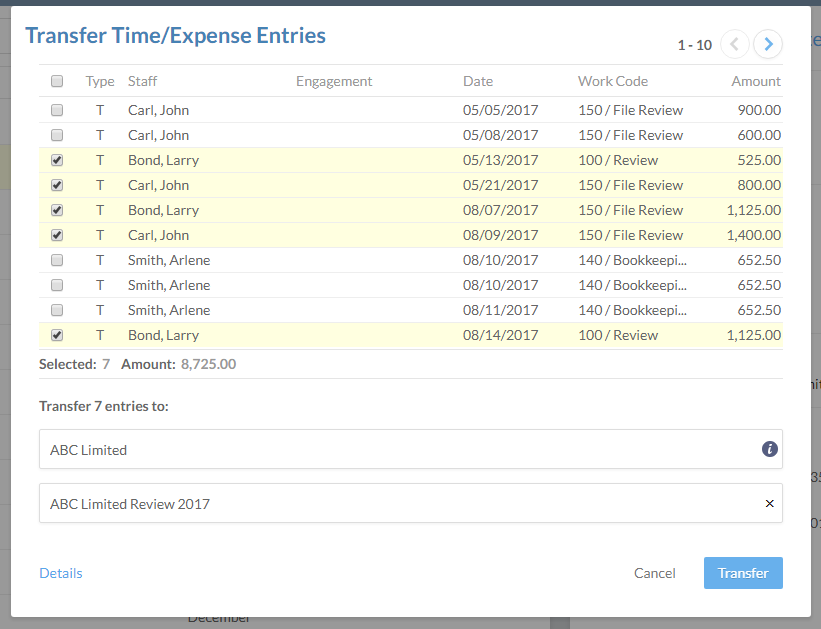 Transfer Time/Expense Entries
1 - 10
Type Staff Engagement Date Work Code Amount
T Carl, John 05/05/2017 150 / File Review 900.00
T Carl, John 05/08/2017 150 / File Review 600.00
T Bond, Larry 05/13/2017 100 / Review 525.00
T Carl, John 05/21/2017 150 / File Review 800.00
T Bond, Larry 08/07/2017 150 / File Review 1,125.00
T Carl, John 08/09/2017 150 / File Review 1,400.00
T Smith, Arlene 08/10/2017 140 / Bookkeepi... 652.50
T Smith, Arlene 08/10/2017 140 / Bookkeepi... 652.50
T Smith, Arlene 08/11/2017 140 / Bookkeepi... 652.50
T Bond, Larry 08/14/2017 100 / Review 1,125.00
Selected: 7 Amount: 8,725.00
Transfer 7 entries to:
ABC Limited
i
ABC Limited Review 2017
Details Cancel Transfer
December